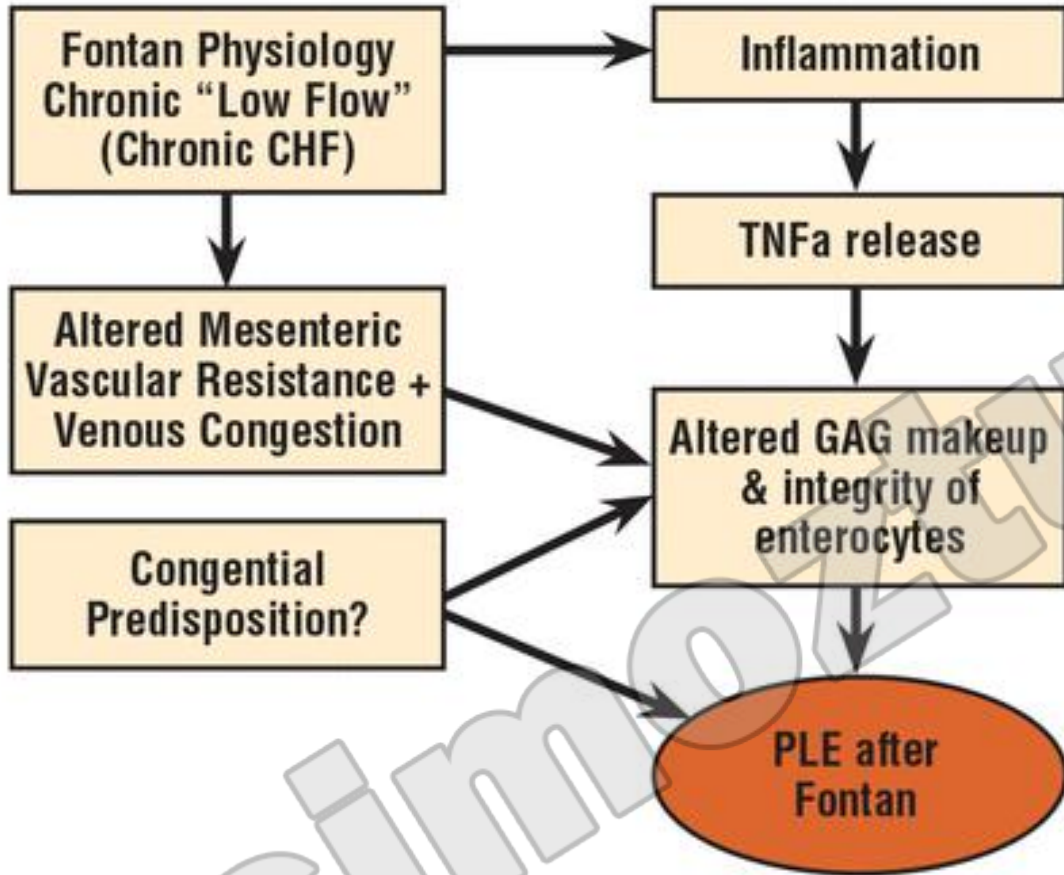 Fontan Physiology
Chronic “Low Flow”
(Chronic CHF)
Inflammation
TNFa release
Altered Mesenteric
Vascular Resistance +
Venous Congestion
Altered GAG makeup
& integrity of
enterocytes
Congential
Predisposition?
PLE after
Fontan